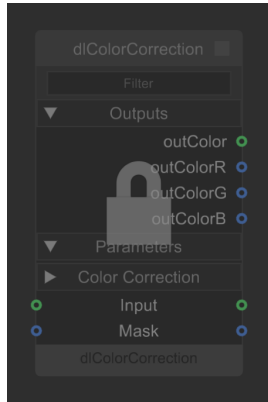 dlColorCorrection
Filter
Outputs
outColor
outColorR
outColorG
outColorB
Parameters
Color Correction
Input
Mask
dlColorCorrection